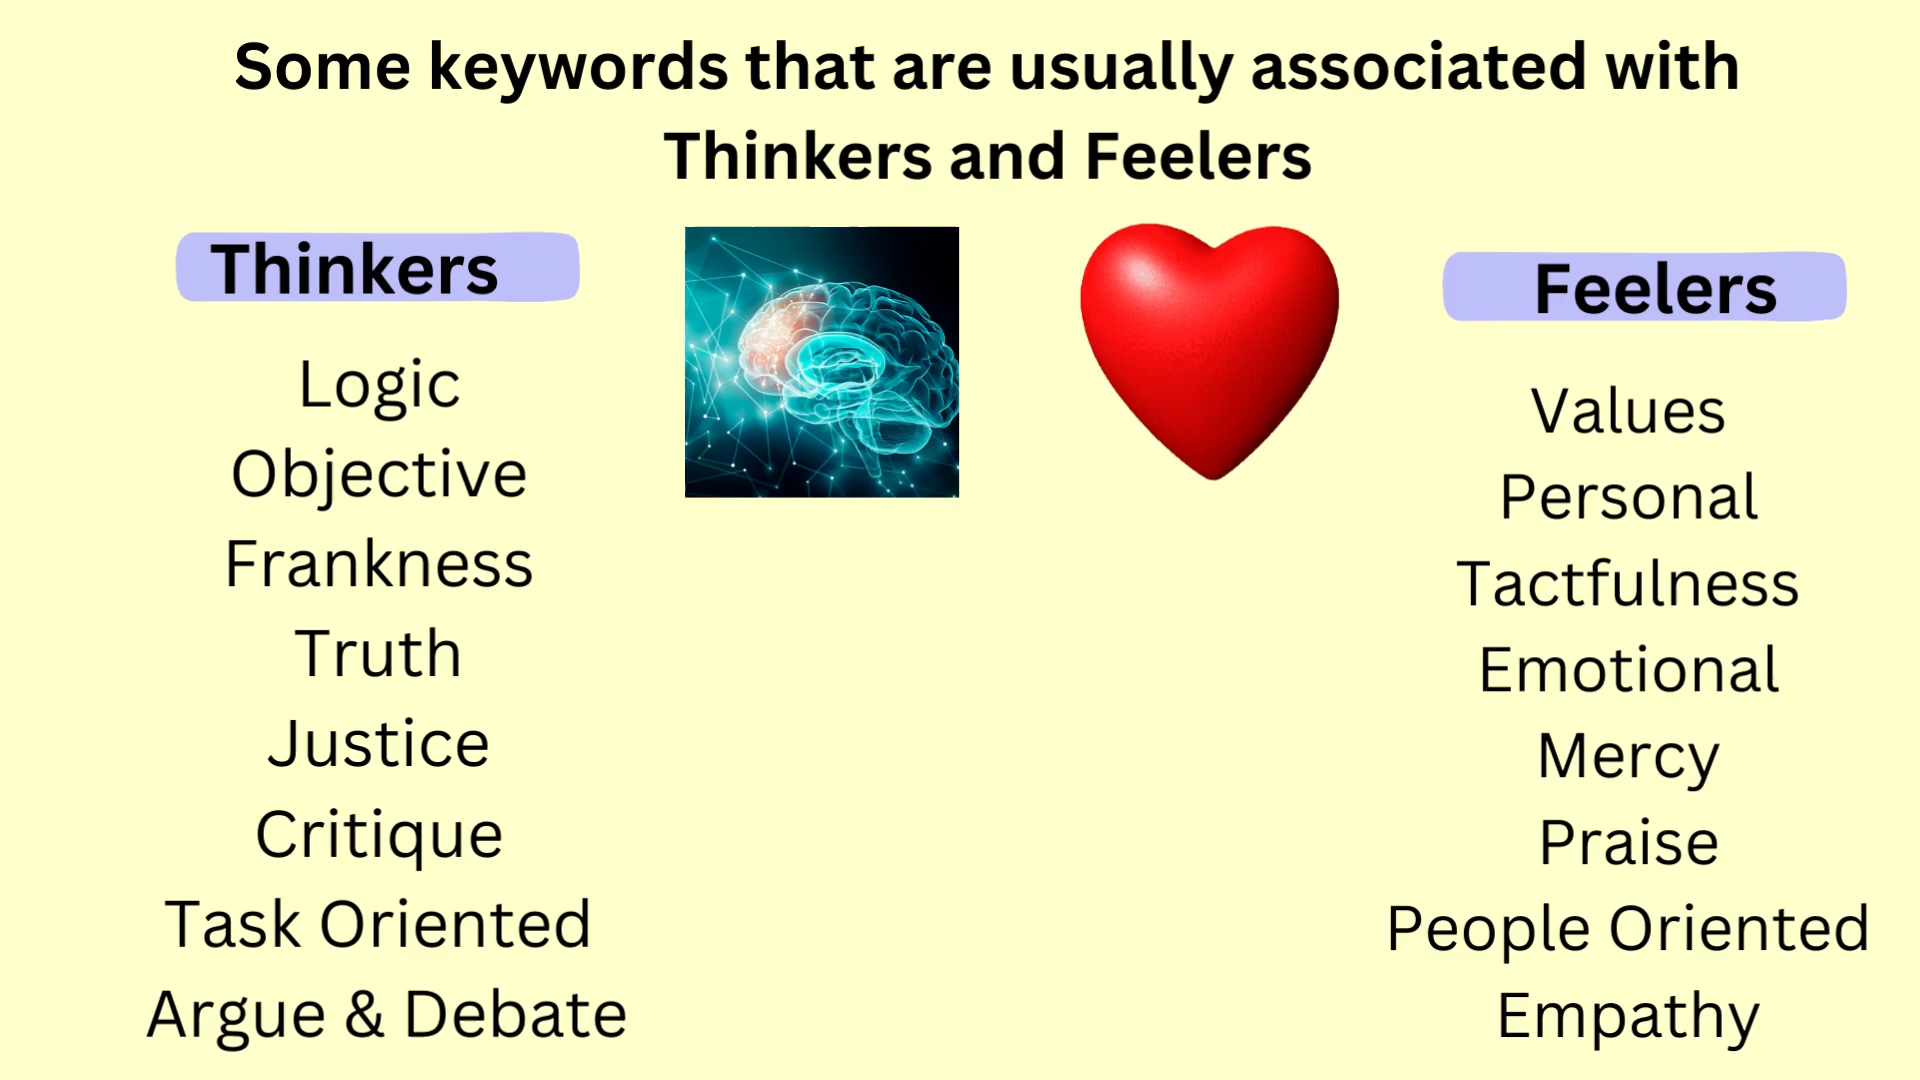 Some keywords that are usually associated with
Thinkers and Feelers
Thinkers
Logic
Objective
Frankness
Truth
Justice
Critique
Task Oriented
Argue & Debate
Feelers
Values
Personal
Tactfulness
Emotional
Mercy
Praise
People Oriented
Empathy